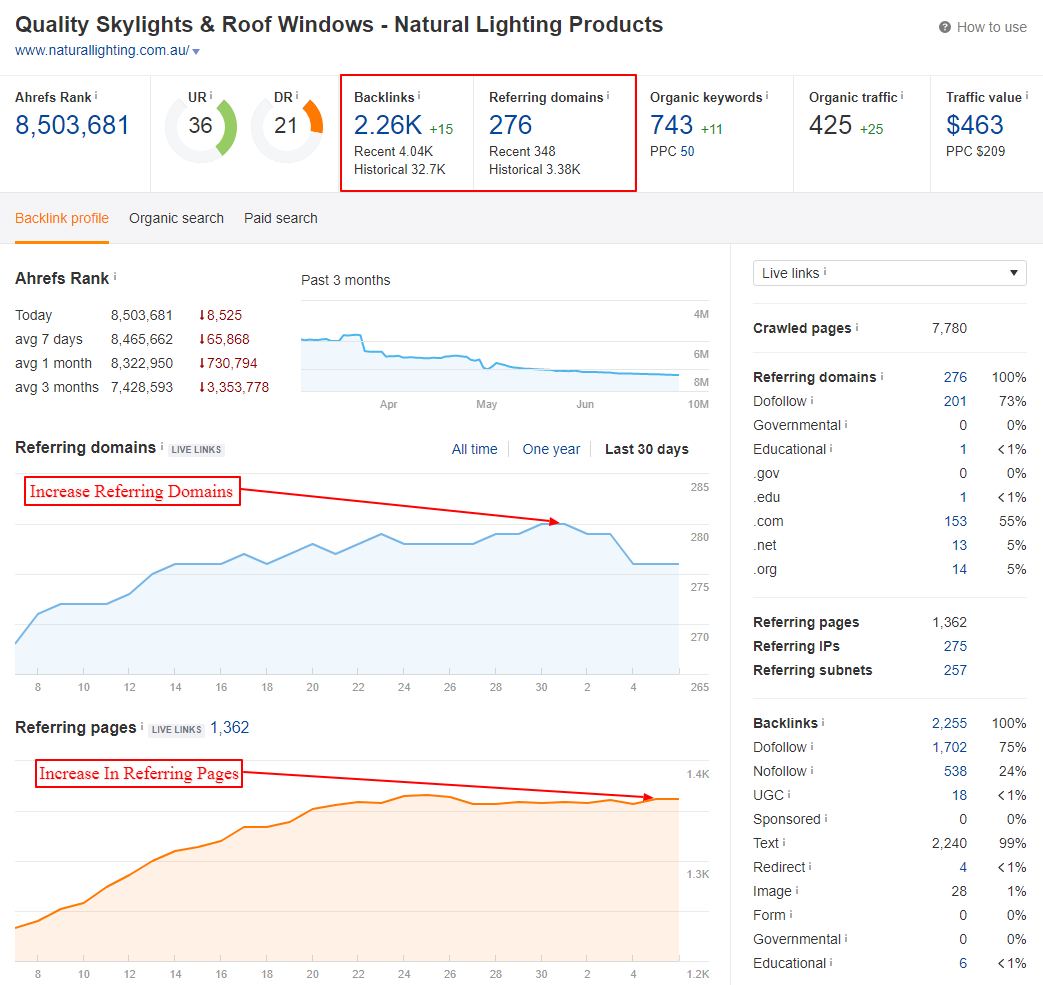 Quality Skylights & Roof Windows - Natural Lighting Products
How to use
www.naturallighting.com.au/
Ahrefs Rank
8,503,681
UR
36
DR
21
Backlinks
2.26K +15
Recent 4.04K
Historical 32.7K
Referring domains
276
Recent 348
Historical 3.38K
Organic keywords
743 +11
PPC 50
Organic traffic
425 +25
Traffic value
$463
PPC $209
Backlink profile Organic search Paid search
Ahrefs Rank
Today 8,503,681 ↓8,525
avg 7 days 8,465,662 ↓65,868
avg 1 month 8,322,950 ↓730,794
avg 3 months 7,428,593 ↓3,353,778
Past 3 months
4M
6M
8M
10M
Apr May Jun
Referring domains LIVE LINKS
All time One year Last 30 days
Increase Referring Domains
285
280
275
270
265
8 10 12 14 16 18 20 22 24 26 28 30 2 4
Referring pages LIVE LINKS 1,362
Increase In Referring Pages
1.4K
1.3K
1.2K
8 10 12 14 16 18 20 22 24 26 28 30 2 4
Live links
Crawled pages 7,780
Referring domains 276 100%
Dofollow 201 73%
Governmental 0 0%
Educational 1 <1%
.gov 0 0%
.edu 1 <1%
.com 153 55%
.net 13 5%
.org 14 5%
Referring pages 1,362
Referring IPs 275
Referring subnets 257
Backlinks 2,255 100%
Dofollow 1,702 75%
Nofollow 538 24%
UGC 18 <1%
Sponsored 0 0%
Text 2,240 99%
Redirect 4 <1%
Image 28 1%
Form 0 0%
Governmental 0 0%
Educational 6 <1%